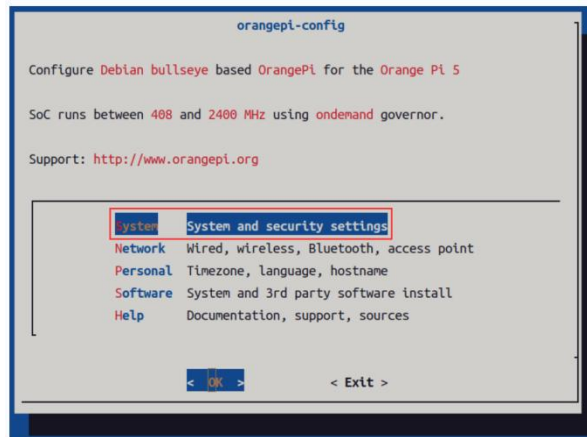 orangepi-config
Configure Debian bullseye based OrangePi for the Orange Pi 5
SoC runs between 408 and 2400 MHz using ondemand governor.
Support: http://www.orangepi.org
System System and security settings
Network Wired, wireless, Bluetooth, access point
Personal Timezone, language, hostname
Software System and 3rd party software install
Help Documentation, support, sources
< OK > < Exit >